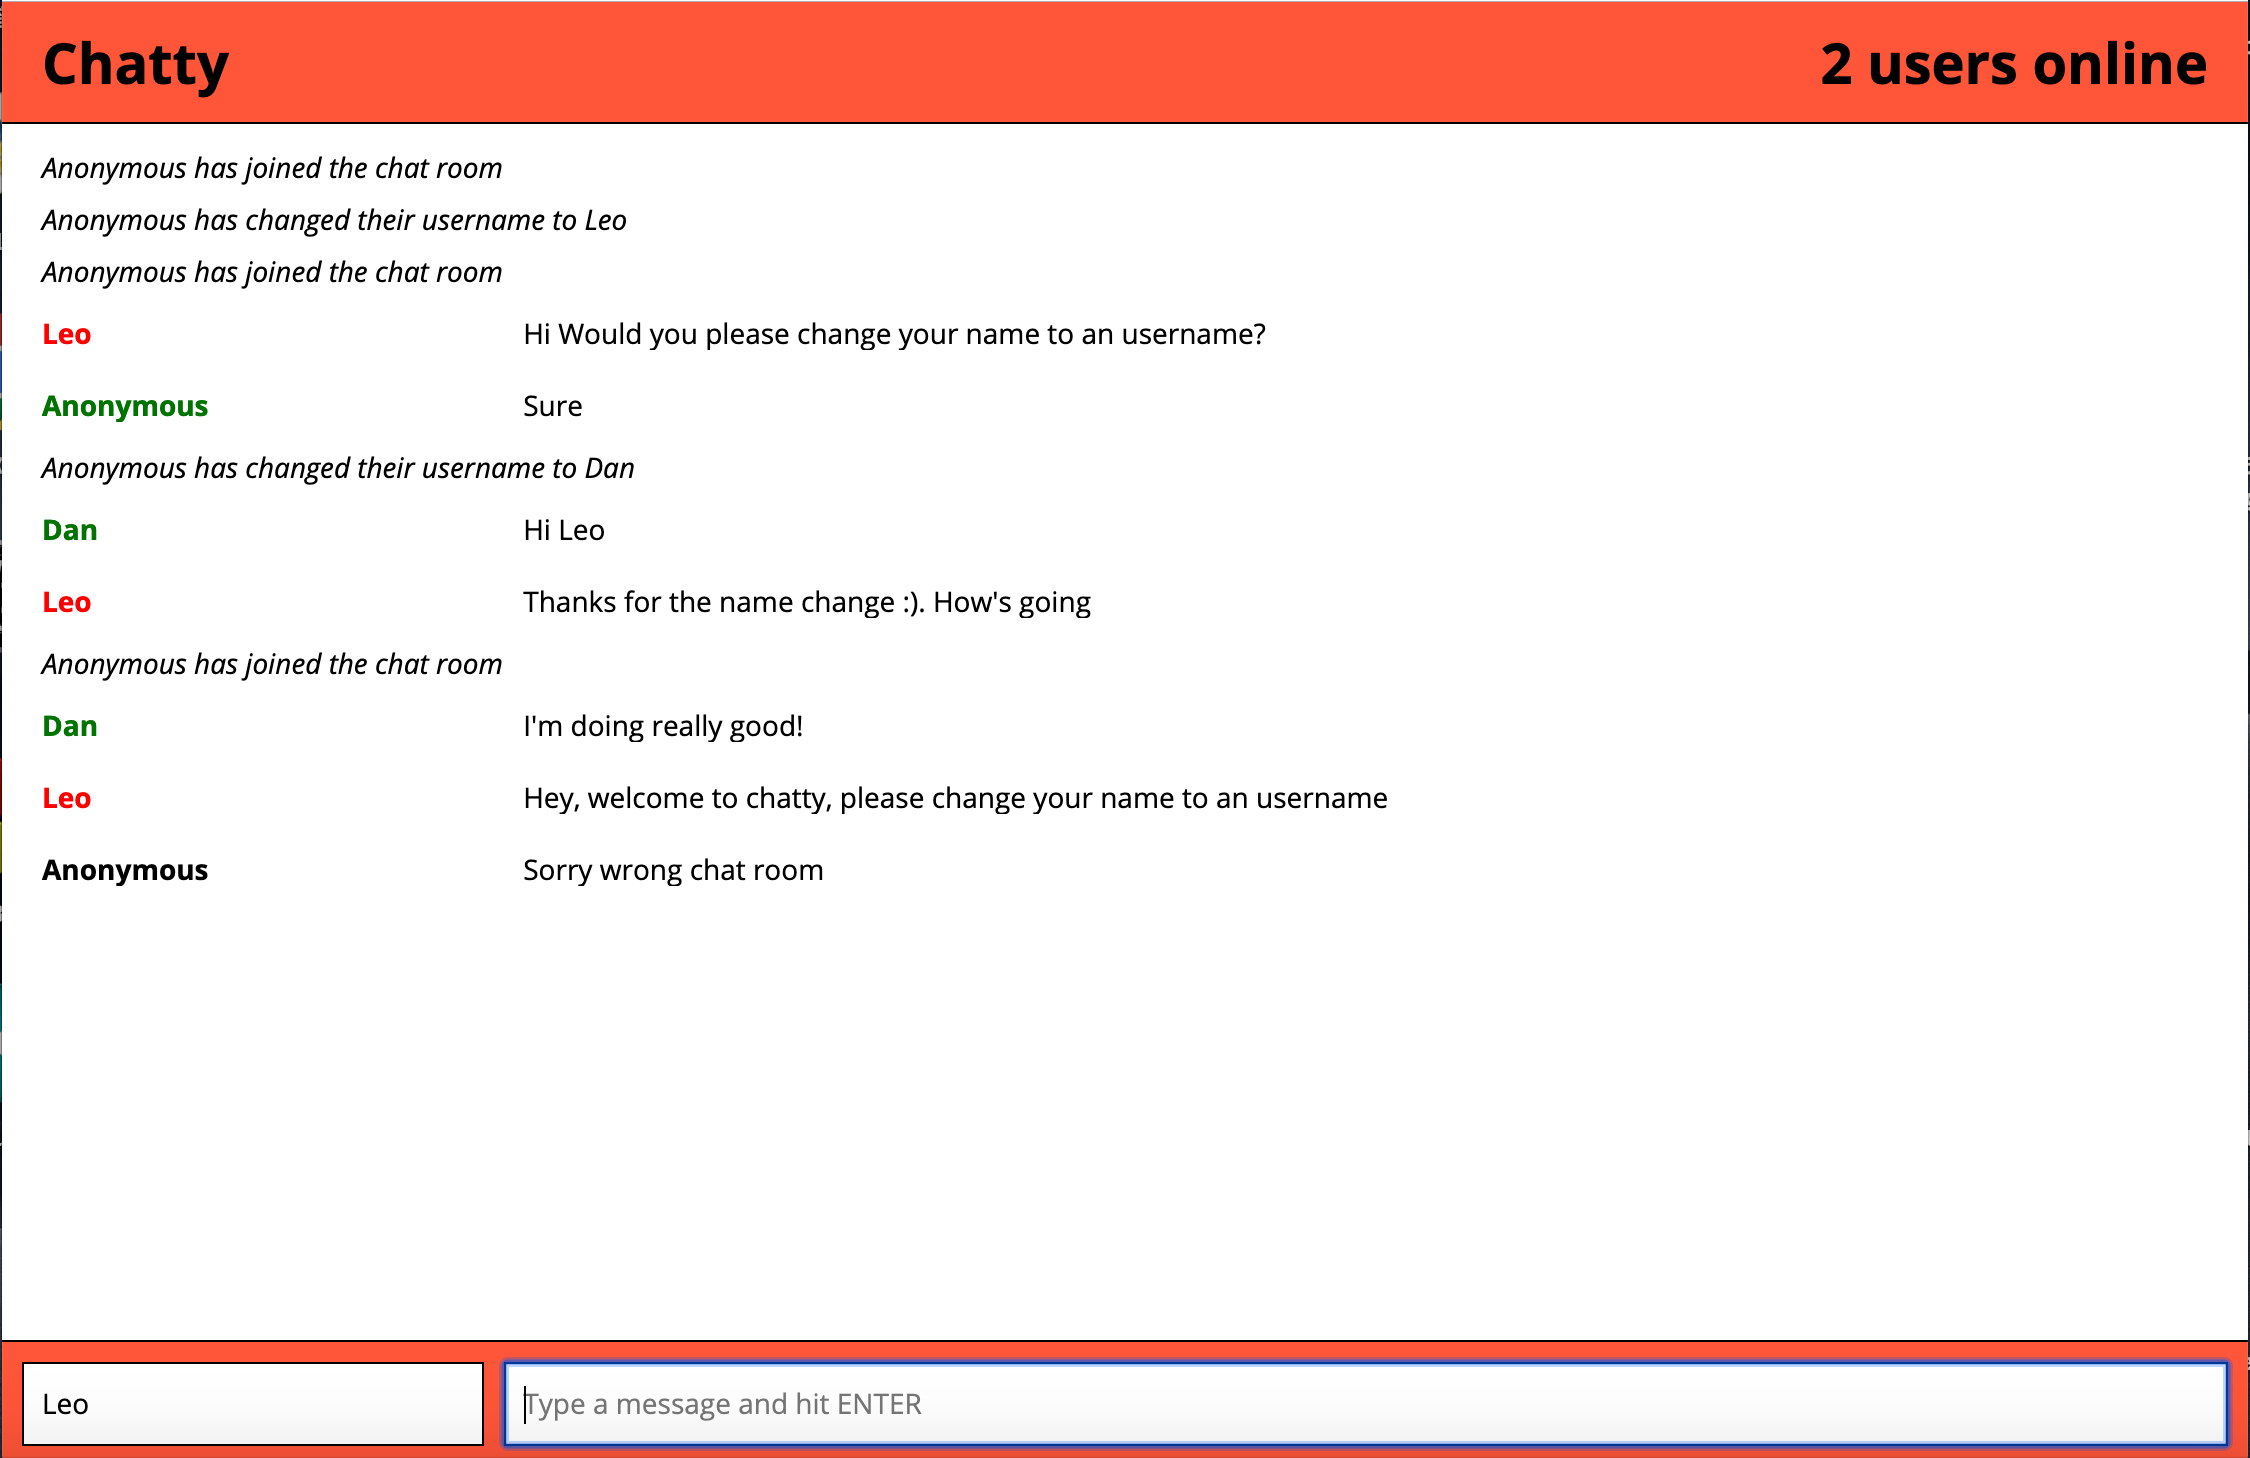 Chatty 2 users online
Anonymous has joined the chat room
Anonymous has changed their username to Leo
Anonymous has joined the chat room
Leo Hi Would you please change your name to an username?
Anonymous Sure
Anonymous has changed their username to Dan
Dan Hi Leo
Leo Thanks for the name change :). How's going
Anonymous has joined the chat room
Dan I'm doing really good!
Leo Hey, welcome to chatty, please change your name to an username
Anonymous Sorry wrong chat room
Leo Type a message and hit ENTER